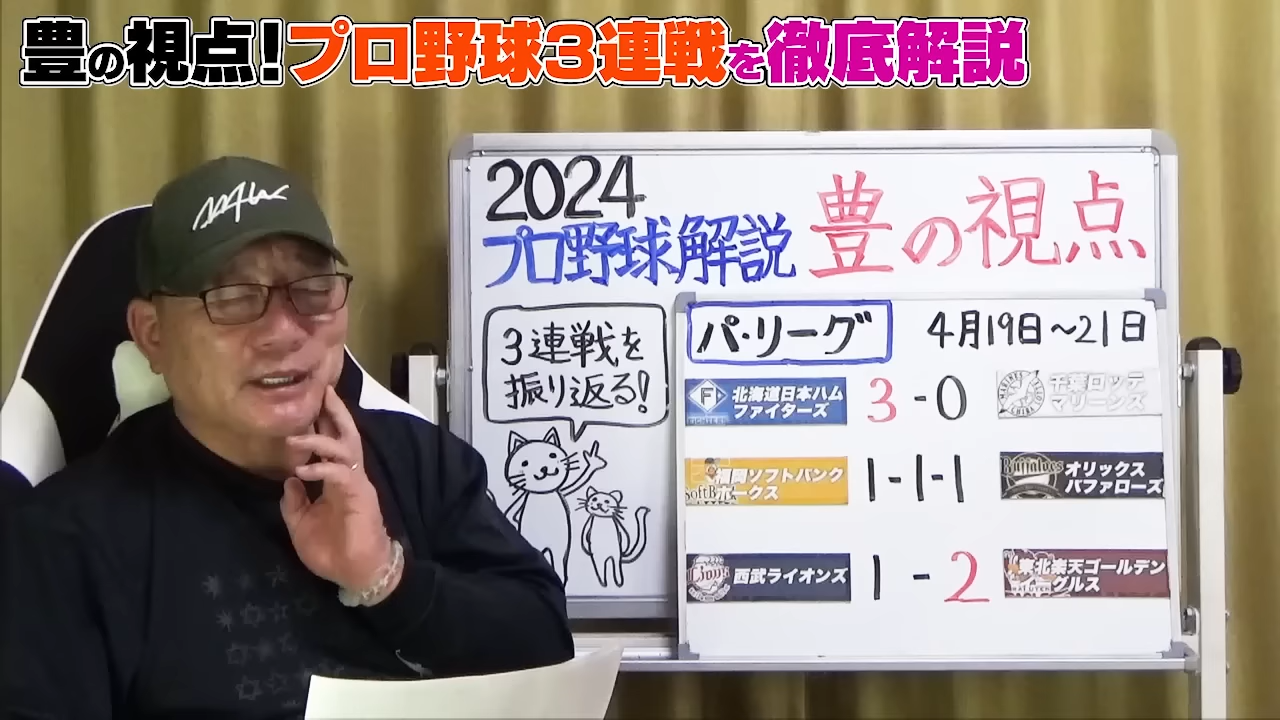 豊の視点!プロ野球3連戦を徹底解説
2024
プロ野球解説 豊の視点
3連戦を
振り返る!
パ・リーグ 4月19日~21日
北海道日本ハム
ファイターズ
FIGHTERS
3-0
千葉ロッテ
マリーンズ
福岡ソフトバンク
ークス
1-1-1
Buffaloes
オリックス
バファローズ
Lions
西武ライオンズ
1-2
東北楽天ゴールデン
グルス